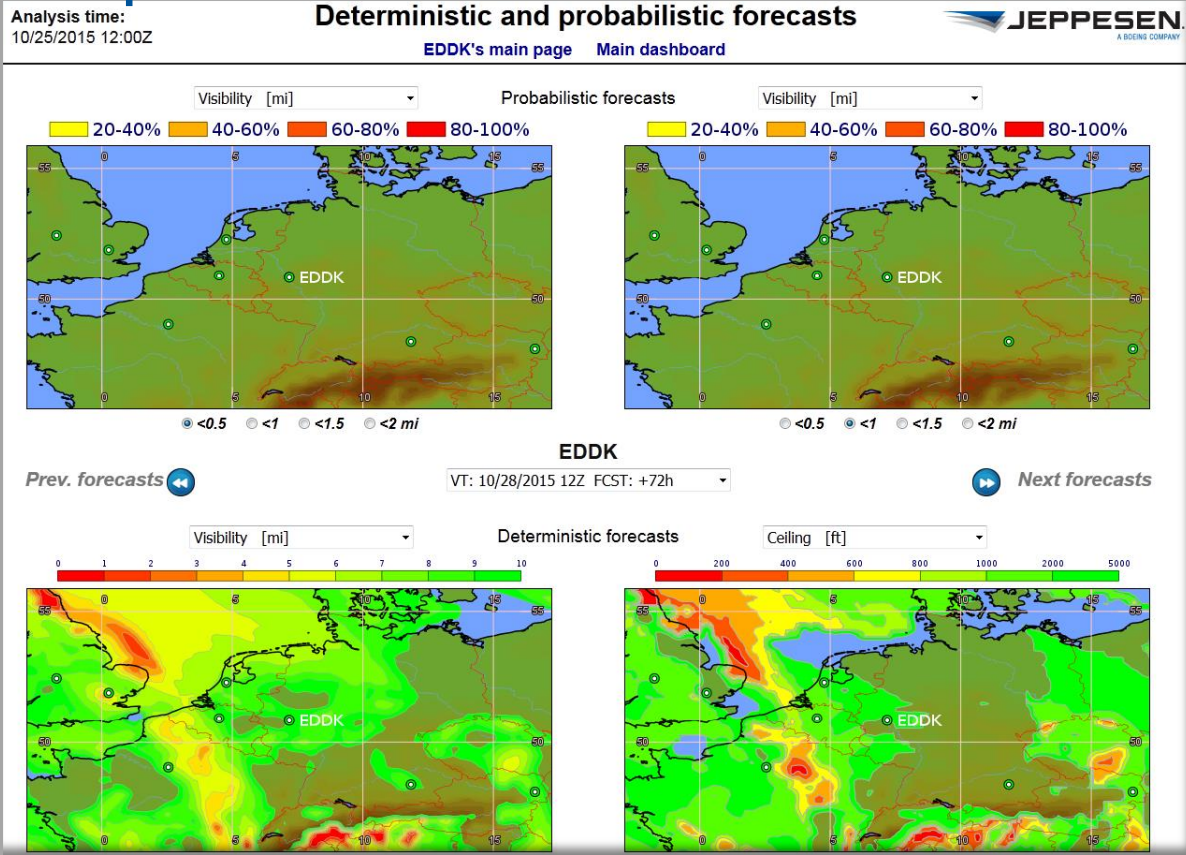 Analysis time:
10/25/2015 12:00Z
Deterministic and probabilistic forecasts
EDDK's main page Main dashboard
JEPPESEN.
A BOEING COMPANY
Visibility [mi] Probabilistic forecasts Visibility [mi]
20-40% 40-60% 60-80% 80-100% 20-40% 40-60% 60-80% 80-100%
0 5 10 15 0 5 10 15
55 55 55 55
EDDK EDDK
50 50 50 50
0 5 10 15 0 5 10 15
<0.5 <1 <1.5 <2 mi <0.5 <1 <1.5 <2 mi
EDDK
Prev. forecasts VT: 10/28/2015 12Z FCST: +72h Next forecasts
Visibility [mi] Deterministic forecasts Ceiling [ft]
0 1 2 3 4 5 6 7 8 9 10 0 200 400 600 800 1000 2000 5000
0 5 10 15 0 5 10 15
55 55 55 55
EDDK EDDK
50 50 50 50
0 5 10 15 0 5 10 15